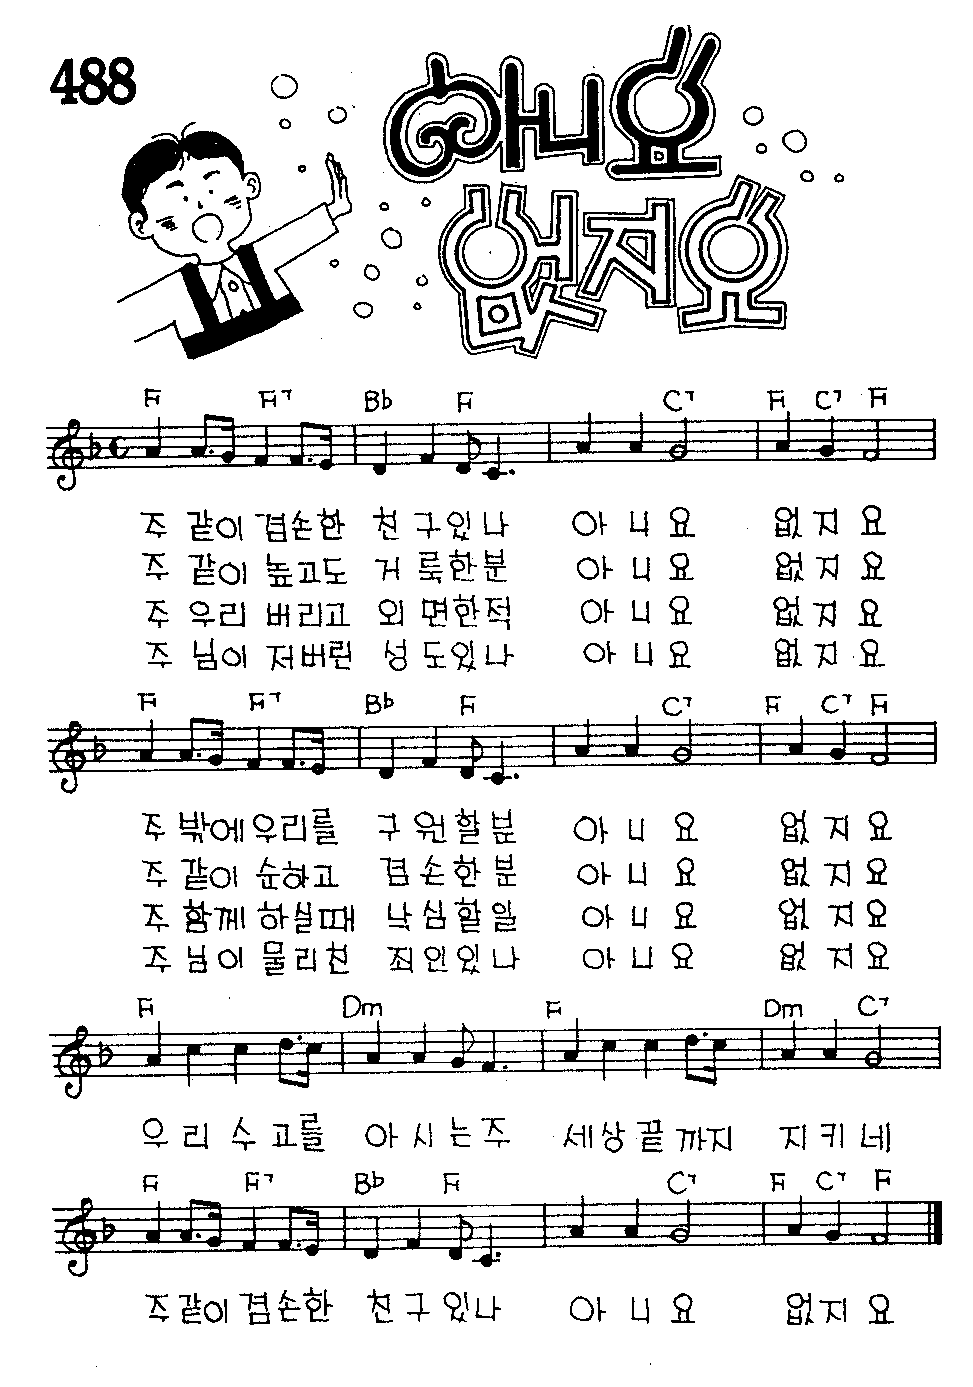 488
아니요
없지요
F F7 B♭ F C7 F C7 F
주 같이 겸손한 친구있나 아니요 없지요
주 같이 높고도 거룩한분 아니요 없지요
주 우리 버리고 외면한적 아니요 없지요
주 님이 저버린 성도있나 아니요 없지요
F F7 B♭ F C7 F C7 F
주 밖에우리를 구원할분 아니요 없지요
주 같이 순하고 겸손한분 아니요 없지요
주 함께 하실때 낙심할일 아니요 없지요
주 님이 물리친 죄인있나 아니요 없지요
F Dm F Dm C7
우리 수고를 아시는주 세상끝까지 지키네
F F7 B♭ F C7 F C7 F
주같이 겸손한 친구있나 아니요 없지요